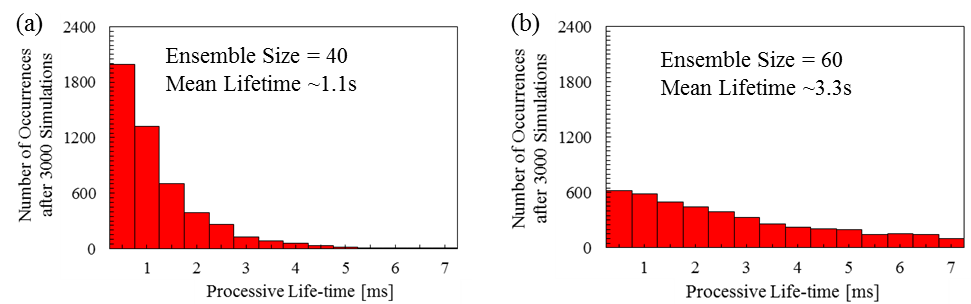 (a)
2400
1800
1200
600
0
Number of Occurrences
after 3000 Simulations
Ensemble Size = 40
Mean Lifetime ~1.1s
1 2 3 4 5 6 7
Processive Life-time [ms]
(b)
2400
1800
1200
600
0
Number of Occurrences
after 3000 Simulations
Ensemble Size = 60
Mean Lifetime ~3.3s
1 2 3 4 5 6 7
Processive Life-time [ms]